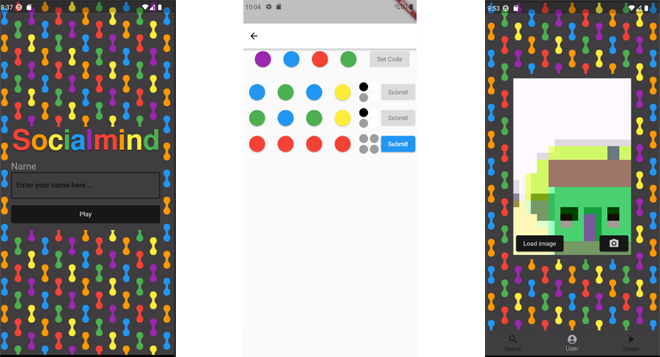 8:37
Socialmind
Name
Enter your name here...
Play
10:04
Set Code
Submit
Submit
Submit
9:53
Load image
Search
User
Create